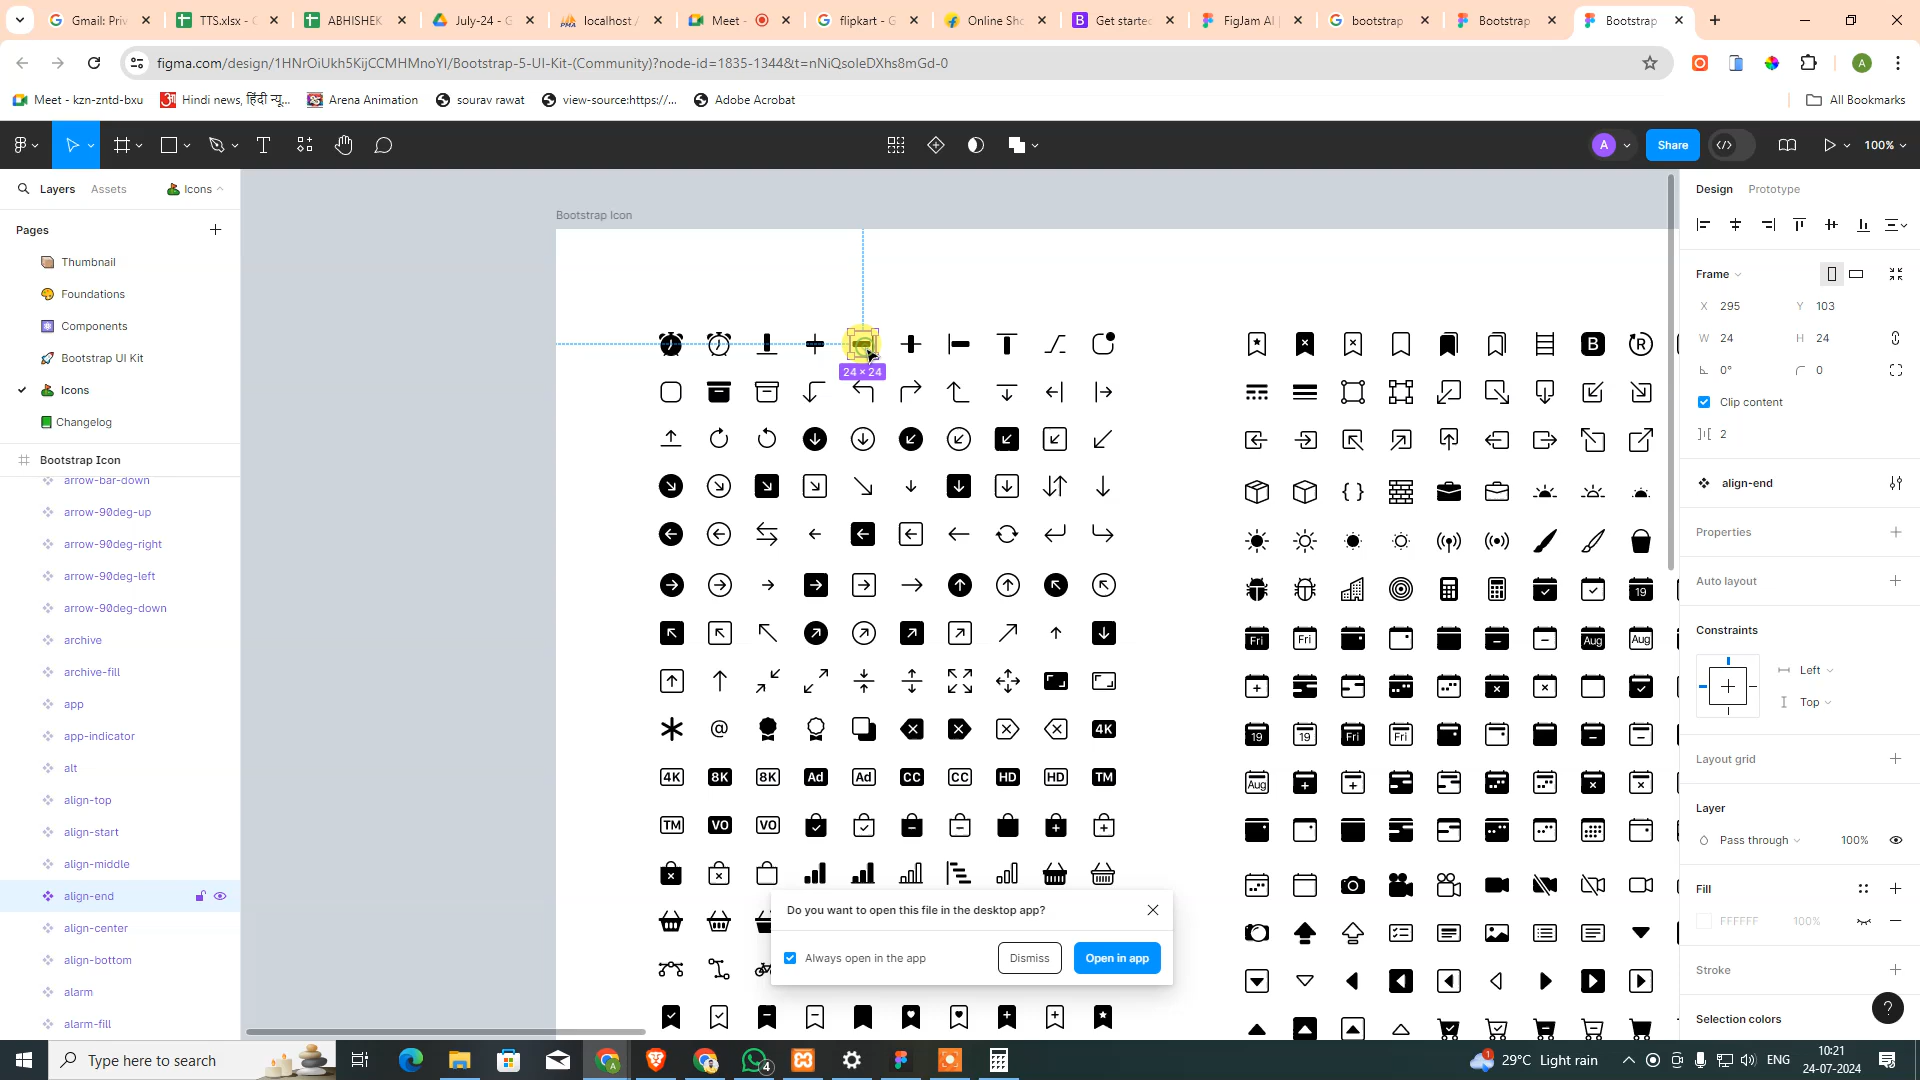 Gmail: Priv
TTS.xlsx - G
ABHISHEK
July-24 - G
localhost /
Meet -
flipkart - G
Online Sho
Get started
FigJam AI |
bootstrap
Bootstrap
Bootstrap
figma.com/design/1HNrOiUkh5KijCCMHMnoYI/Bootstrap-5-UI-Kit-(Community)?node-id=1835-1344&t=nNiQsoleDXhs8mGd-0
A
Meet - kzn-zntd-bxu
Hindi news, हिंदी न्यू...
Arena Animation
sourav rawat
view-source:https://...
Adobe Acrobat
All Bookmarks
A
Share
100%
Layers
Assets
Icons
Design
Prototype
Pages
Thumbnail
Foundations
Components
Bootstrap UI Kit
Icons
Changelog
Bootstrap Icon
arrow-bar-down
arrow-90deg-up
arrow-90deg-right
arrow-90deg-left
arrow-90deg-down
archive
archive-fill
app
app-indicator
alt
align-top
align-start
align-middle
align-end
align-center
align-bottom
alarm
alarm-fill
Bootstrap Icon
24 × 24
B
R
19
Fri
Fri
Aug
Aug
19
19
Fri
Fri
Aug
@
4K
4K
8K
8K
Ad
Ad
CC
CC
HD
HD
TM
TM
VO
VO
Do you want to open this file in the desktop app?
Always open in the app
Dismiss
Open in app
Frame
X 295
Y 103
W 24
H 24
0°
0
Clip content
2
align-end
Properties
Auto layout
Constraints
Left
Top
Layout grid
Layer
Pass through
100%
Fill
FFFFFF
100%
Stroke
Selection colors
?
Type here to search
4
1
29°C Light rain
ENG
10:21
24-07-2024